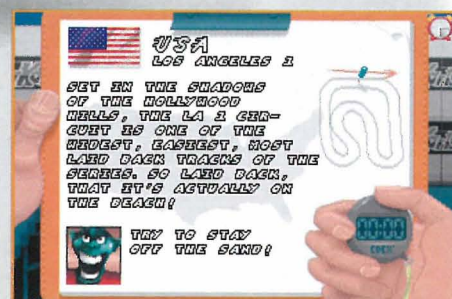 USA
LOS ANGELES 1
SET IN THE SHADOWS
OF THE HOLLYWOOD
HILLS, THE LA 1 CIR-
CUIT IS ONE OF THE
WIDEST, EASIEST, MOST
LAID BACK TRACKS OF THE
SERIES. SO LAID BACK,
THAT IT'S ACTUALLY ON
THE BEACH!
TRY TO STAY
OFF THE SAND!
00:00